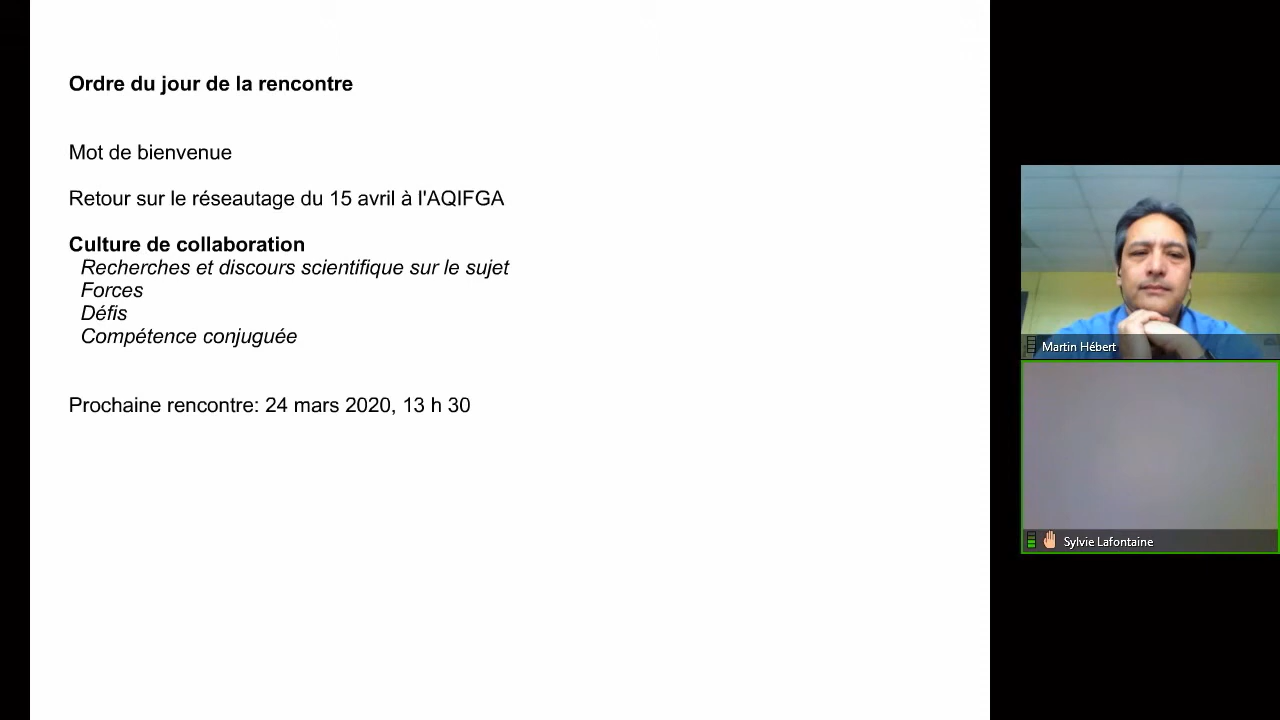 Ordre du jour de la rencontre
Mot de bienvenue
Retour sur le réseautage du 15 avril à l'AQIFGA
Culture de collaboration
Recherches et discours scientifique sur le sujet
Forces
Défis
Compétence conjuguée
Prochaine rencontre: 24 mars 2020, 13 h 30
Martin Hébert
Sylvie Lafontaine